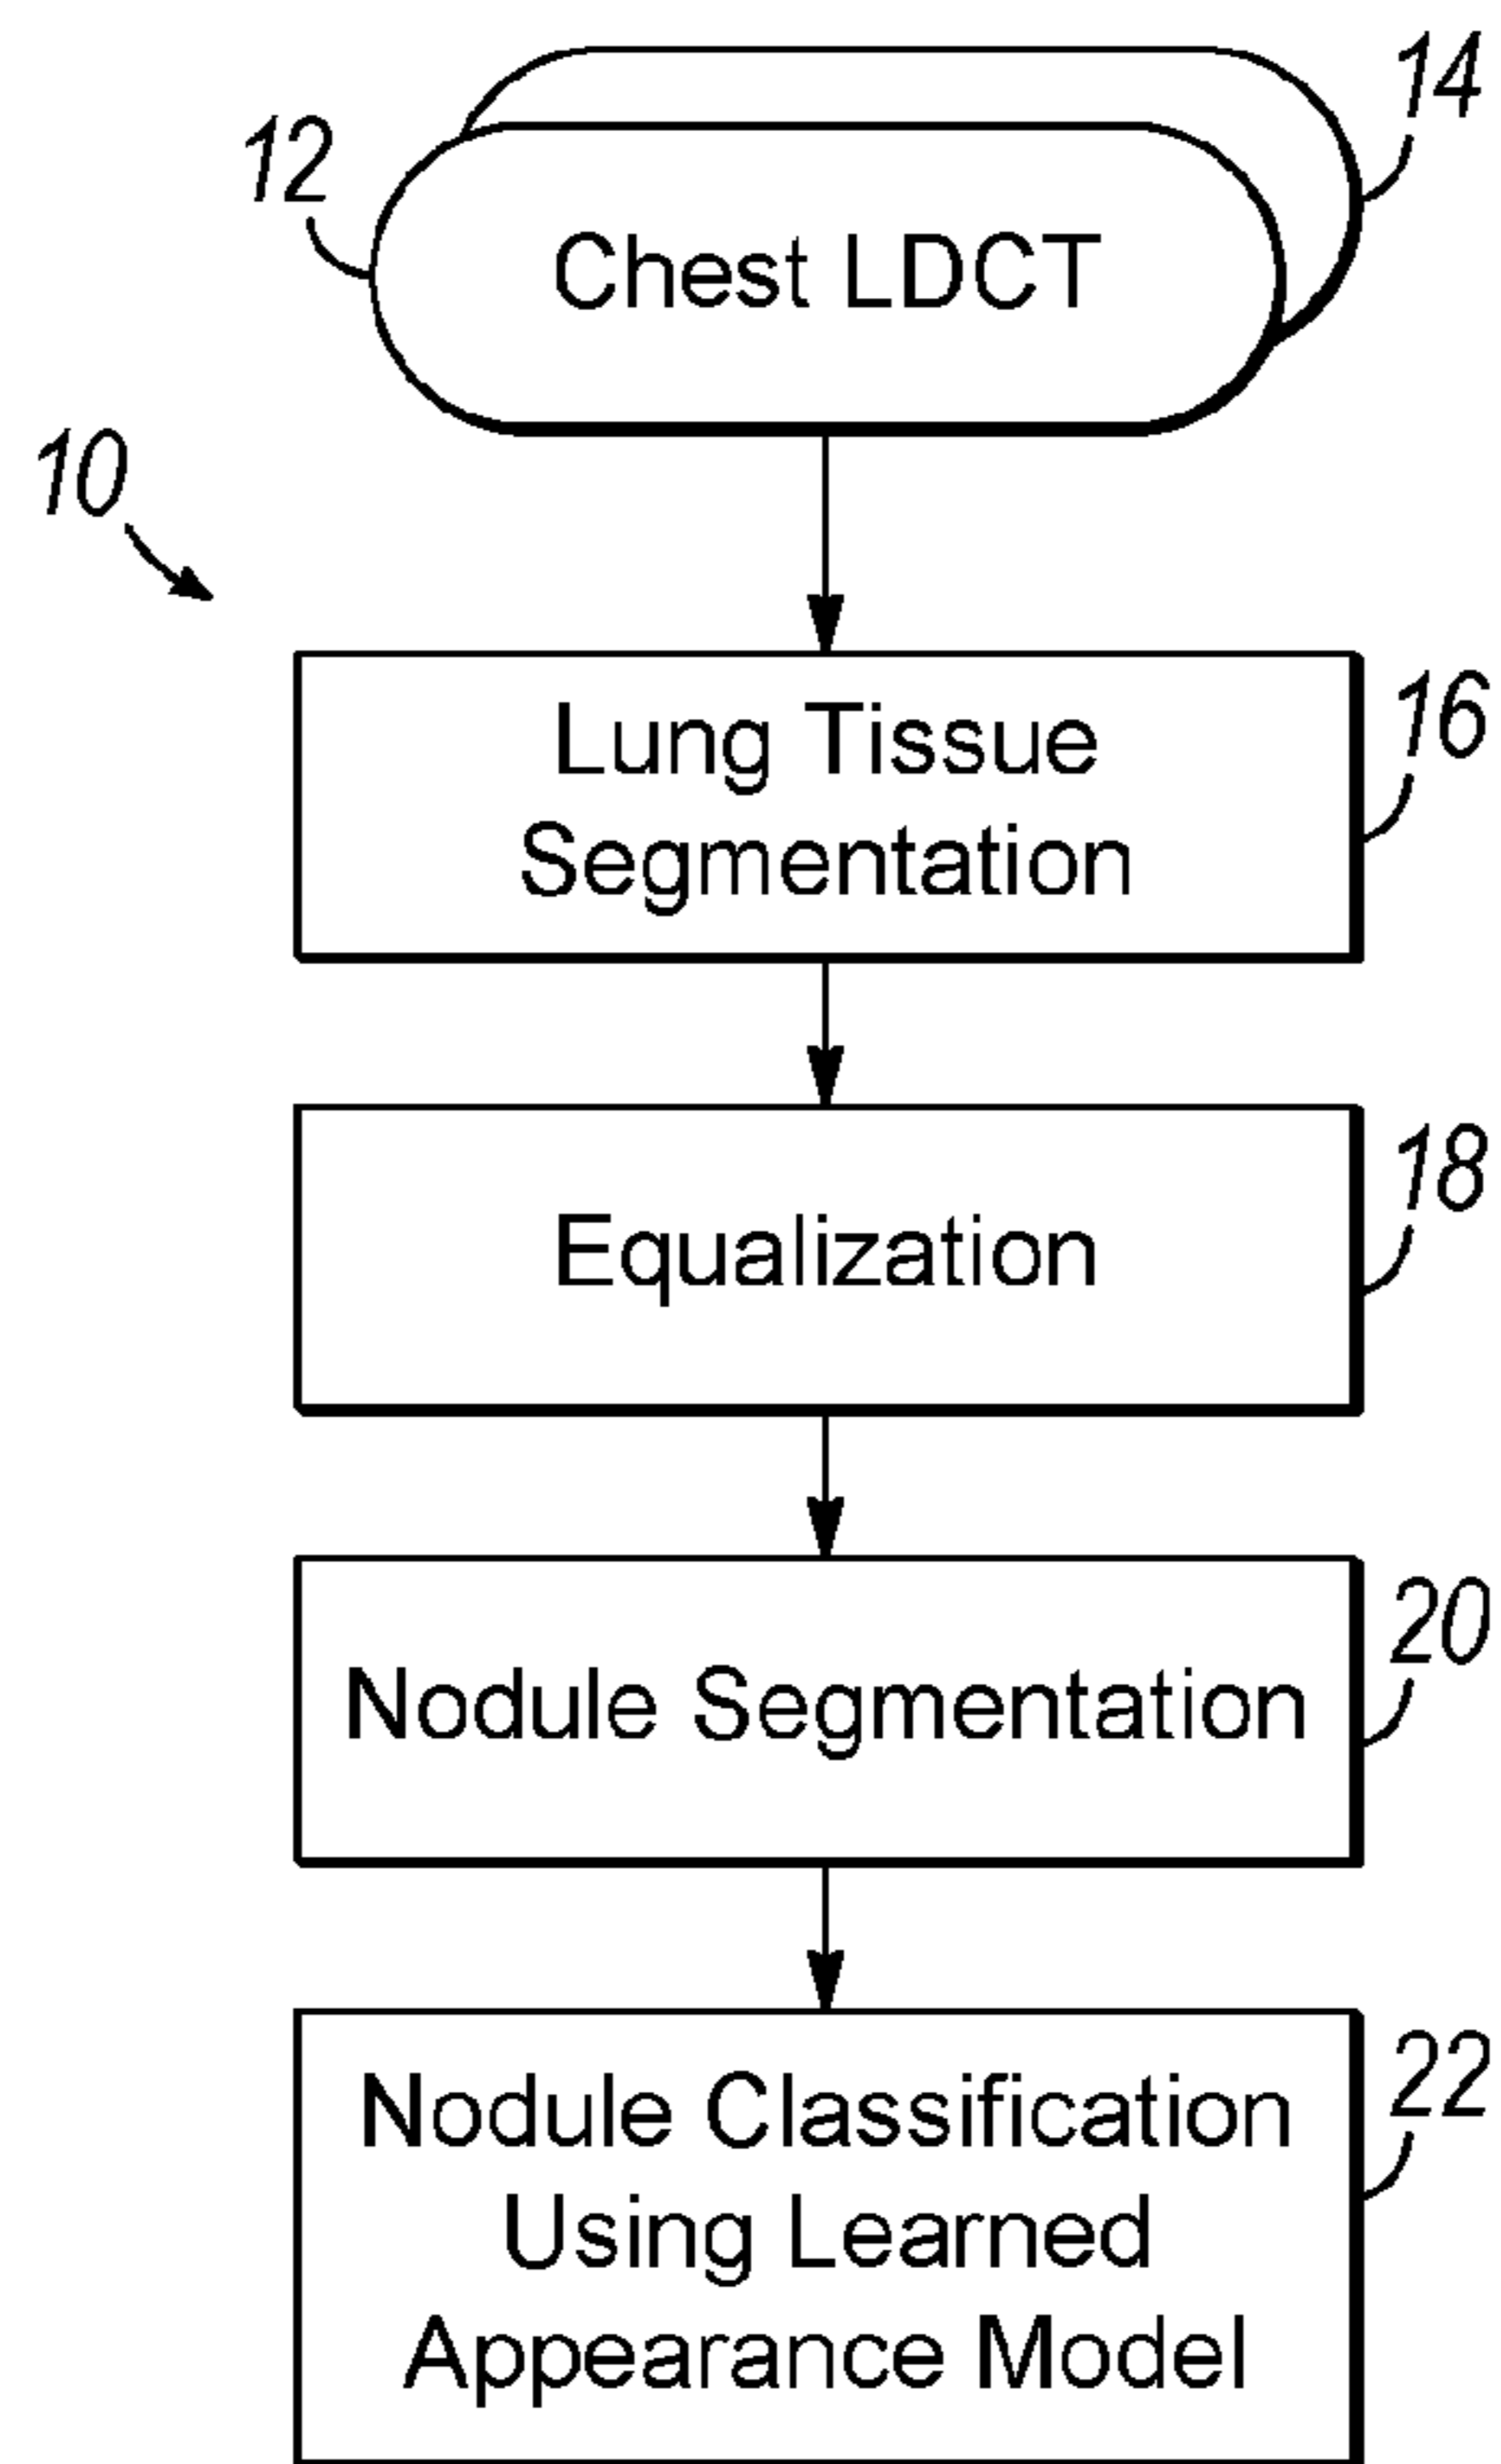 14
12
Chest LDCT
10
Lung Tissue
Segmentation
16
Equalization
18
Nodule Segmentation
20
Nodule Classification
Using Learned
Appearance Model
22